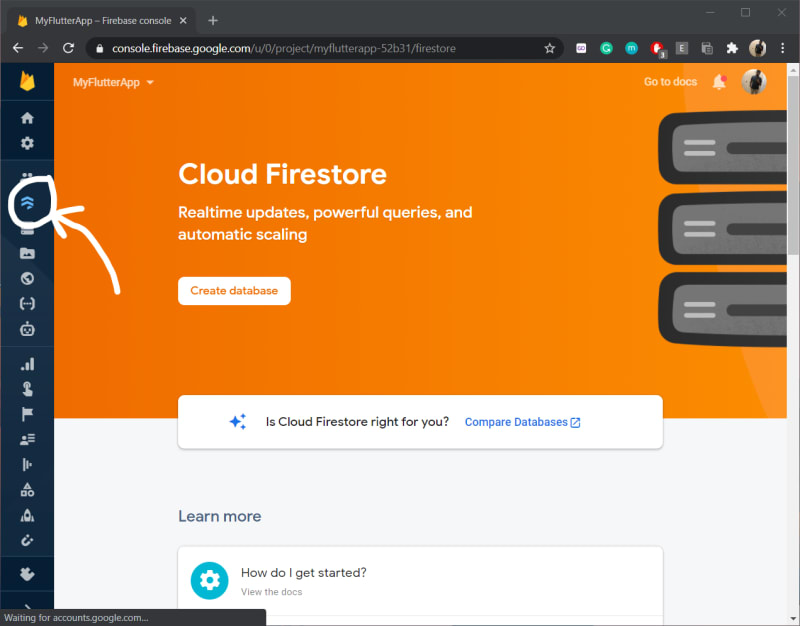 MyFlutterApp – Firebase console
console.firebase.google.com/u/0/project/myflutterapp-52b31/firestore
GD
3
E
MyFlutterApp
Go to docs
Cloud Firestore
Realtime updates, powerful queries, and
automatic scaling
Create database
Is Cloud Firestore right for you? Compare Databases
Learn more
How do I get started?
View the docs
Waiting for accounts.google.com...